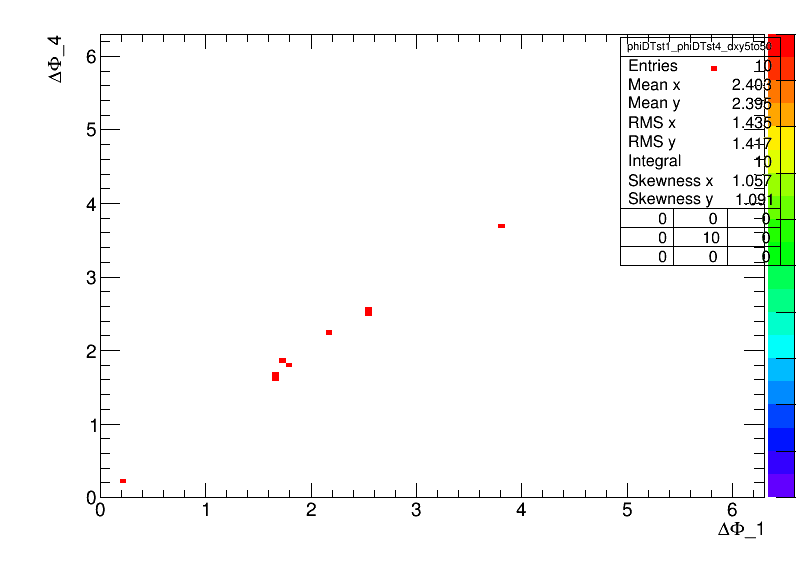 ΔΦ_4
phiDTst1_phiDTst4_dxy5to50
Entries 10
Mean x 2.403
Mean y 2.395
RMS x 1.435
RMS y 1.417
Integral 10
Skewness x 1.057
Skewness y 1.091
0 0 0
0 10 0
0 0 0
6
5
4
3
2
1
0
0 1 2 3 4 5 6
ΔΦ_1